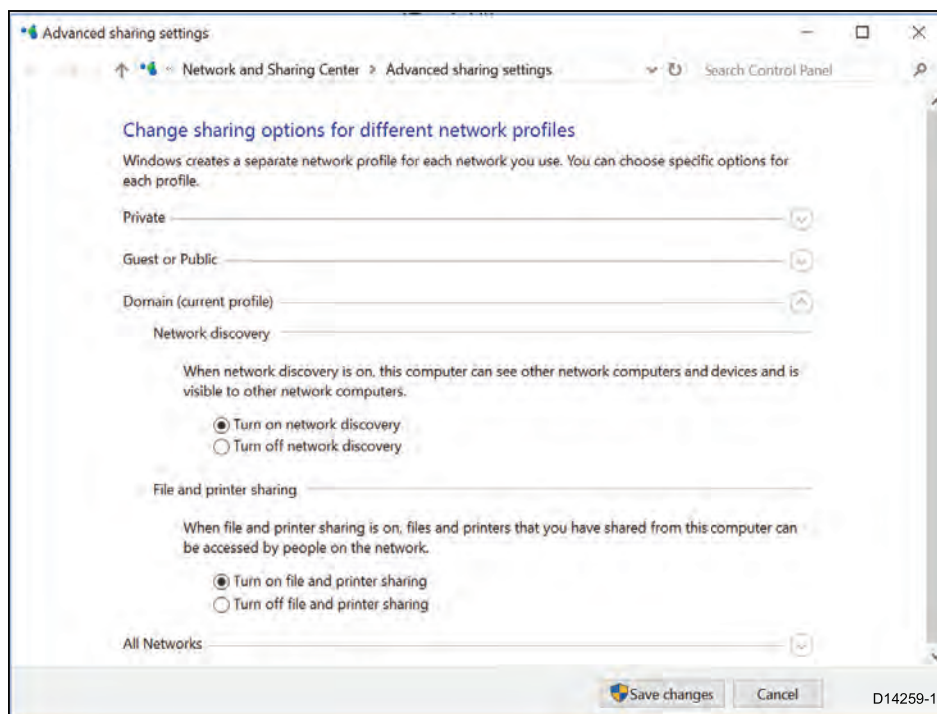 Advanced sharing settings
Network and Sharing Center > Advanced sharing settings
Search Control Panel
Change sharing options for different network profiles
Windows creates a separate network profile for each network you use. You can choose specific options for
each profile.
Private
Guest or Public
Domain (current profile)
Network discovery
When network discovery is on, this computer can see other network computers and devices and is
visible to other network computers.
Turn on network discovery
Turn off network discovery
File and printer sharing
When file and printer sharing is on, files and printers that you have shared from this computer can
be accessed by people on the network.
Turn on file and printer sharing
Turn off file and printer sharing
All Networks
Save changes
Cancel
D14259-1